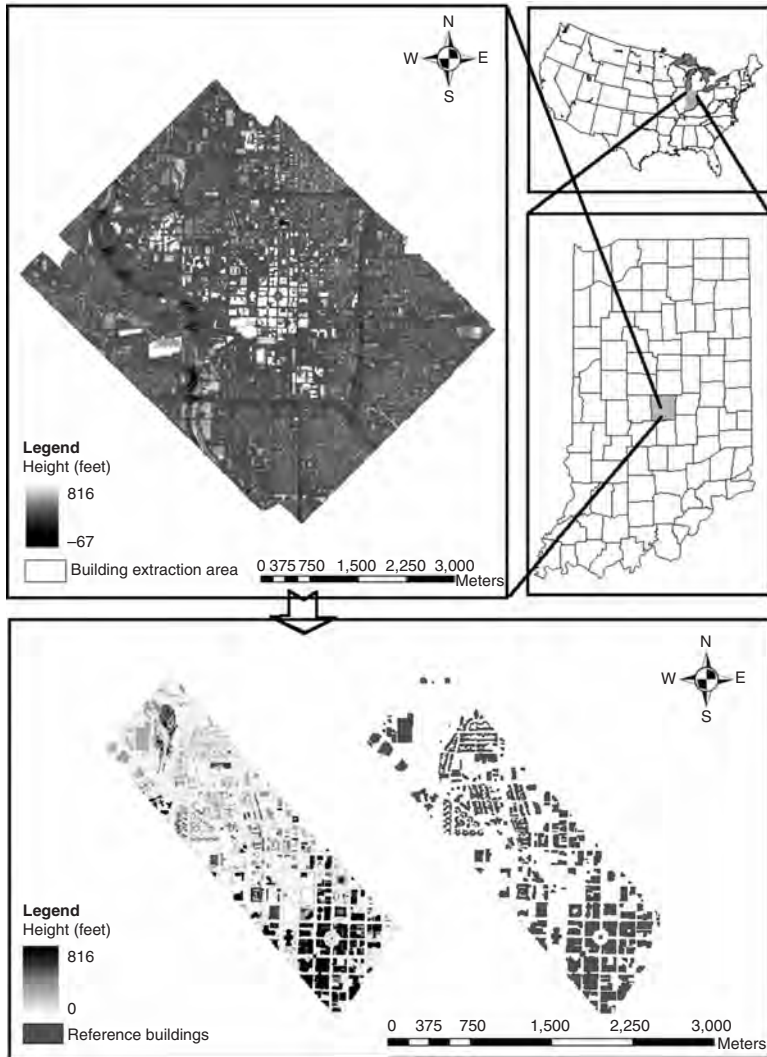 N
W E
S
Legend
Height (feet)
816
–67
Building extraction area
0 375 750 1,500 2,250 3,000
Meters
N
W E
S
Legend
Height (feet)
816
0
Reference buildings
0 375 750 1,500 2,250 3,000
Meters